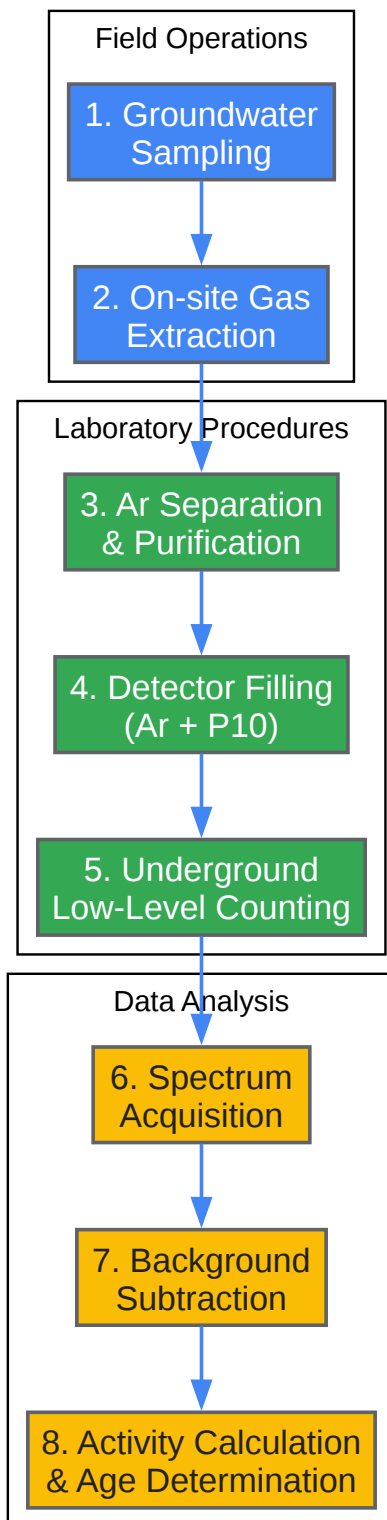 Field Operations
1. Groundwater
Sampling
2. On-site Gas
Extraction
Laboratory Procedures
3. Ar Separation
& Purification
4. Detector Filling
(Ar + P10)
5. Underground
Low-Level Counting
Data Analysis
6. Spectrum
Acquisition
7. Background
Subtraction
8. Activity Calculation
& Age Determination